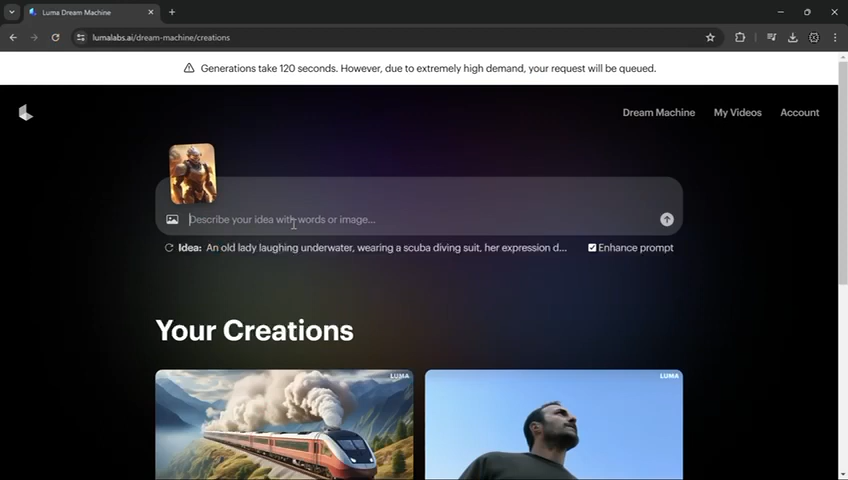 Luma Dream Machine
lumalabs.ai/dream-machine/creations
Generations take 120 seconds. However, due to extremely high demand, your request will be queued.
Dream Machine My Videos Account
Describe your idea with words or image...
Idea: An old lady laughing underwater, wearing a scuba diving suit, her expression d... Enhance prompt
Your Creations
LUMA LUMA